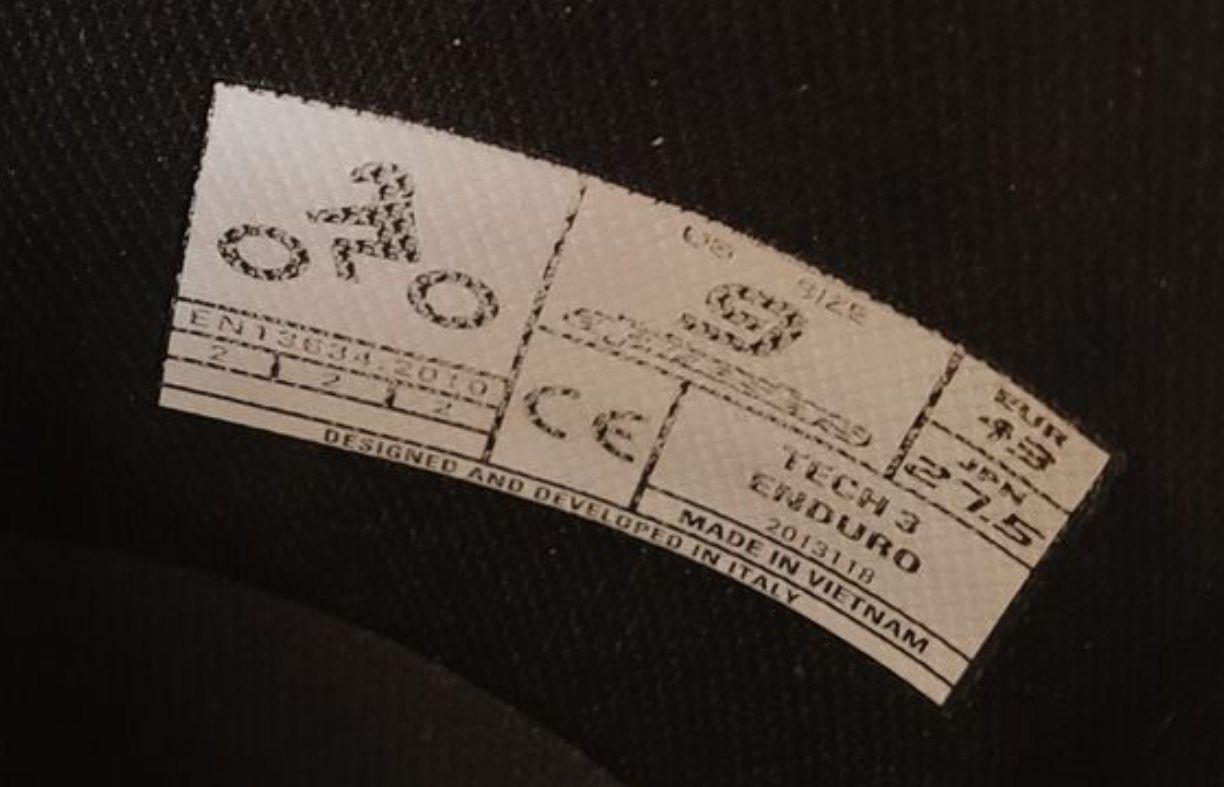 EN13634:2010
2
2
2
US SIZE
9
CE
EUR
43
JPN
27.5
TECH 3
ENDURO
2013118
MADE IN VIETNAM
DESIGNED AND DEVELOPED IN ITALY